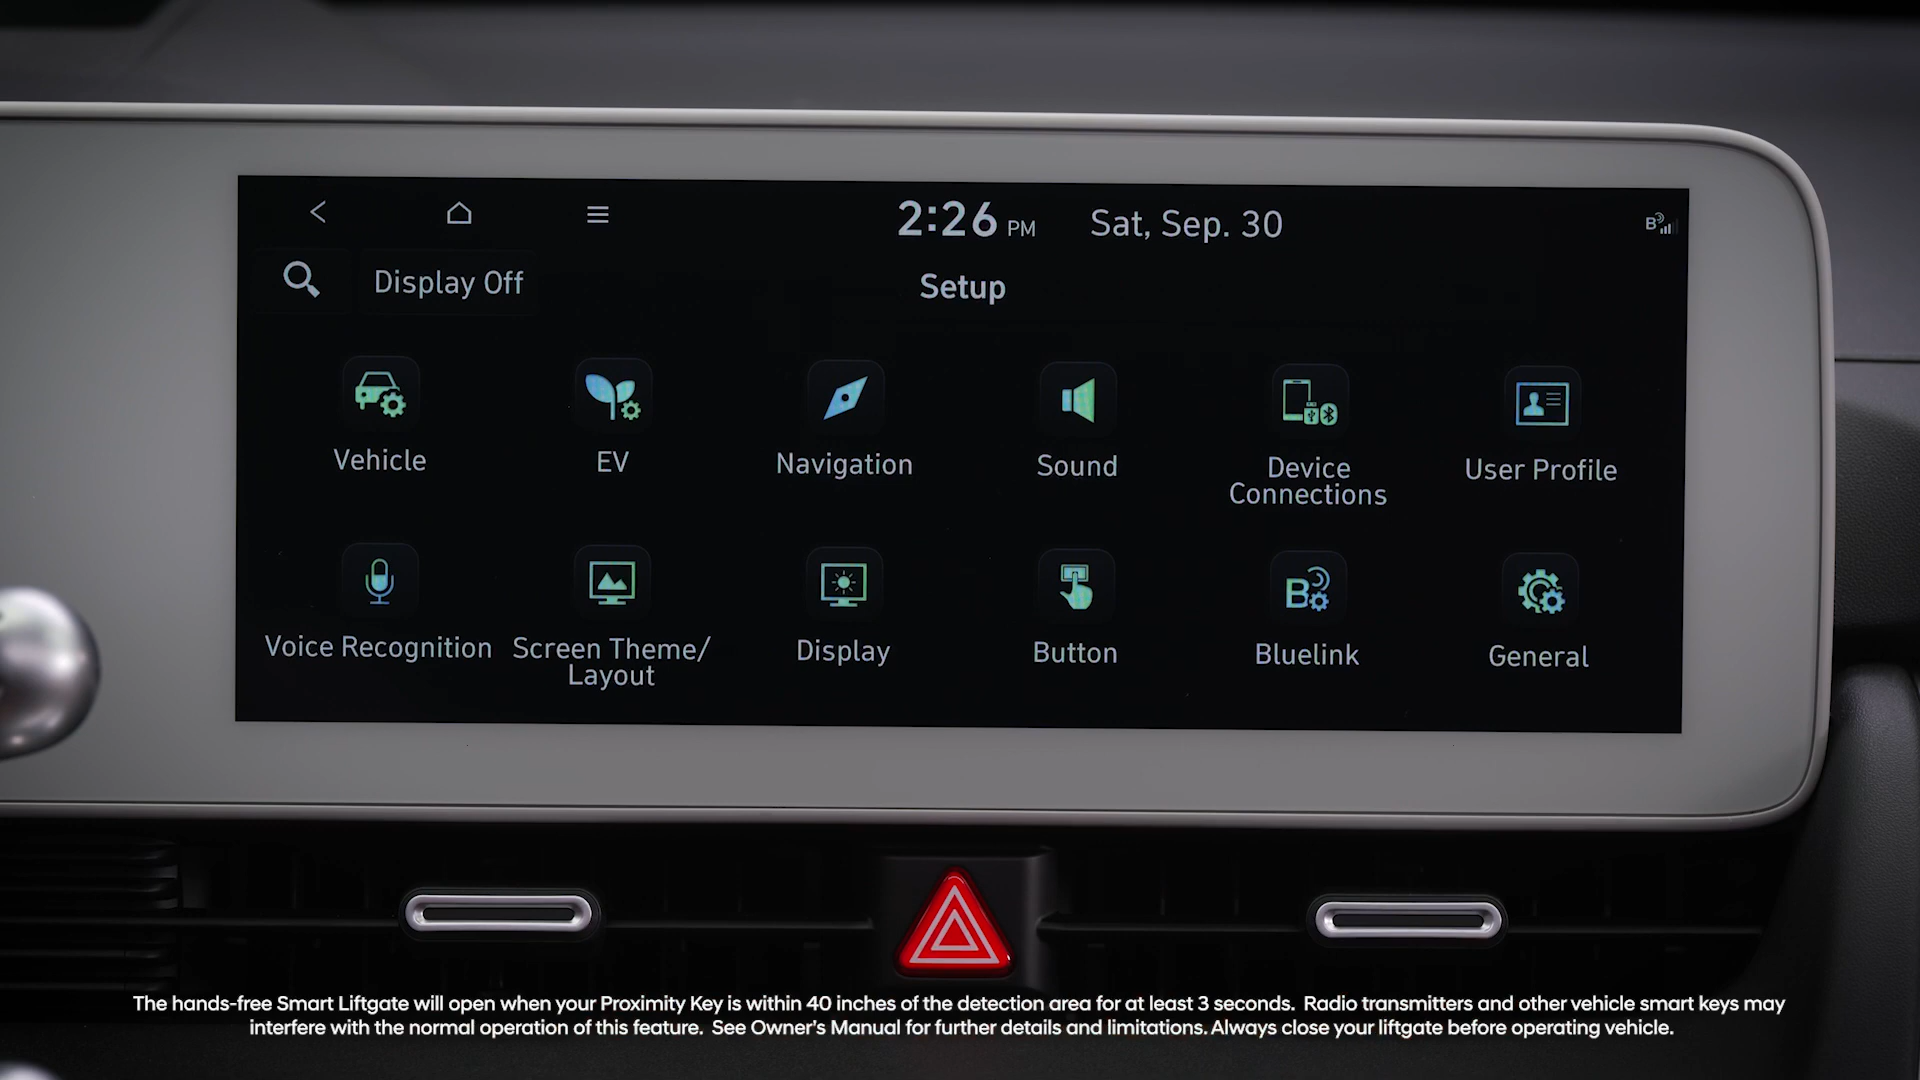 2:26 PM Sat, Sep. 30
Display Off
Setup
Vehicle
EV
Navigation
Sound
Device
Connections
User Profile
Voice Recognition
Screen Theme/
Layout
Display
Button
Bluelink
General
The hands-free Smart Liftgate will open when your Proximity Key is within 40 inches of the detection area for at least 3 seconds. Radio transmitters and other vehicle smart keys may
interfere with the normal operation of this feature. See Owner's Manual for further details and limitations. Always close your liftgate before operating vehicle.